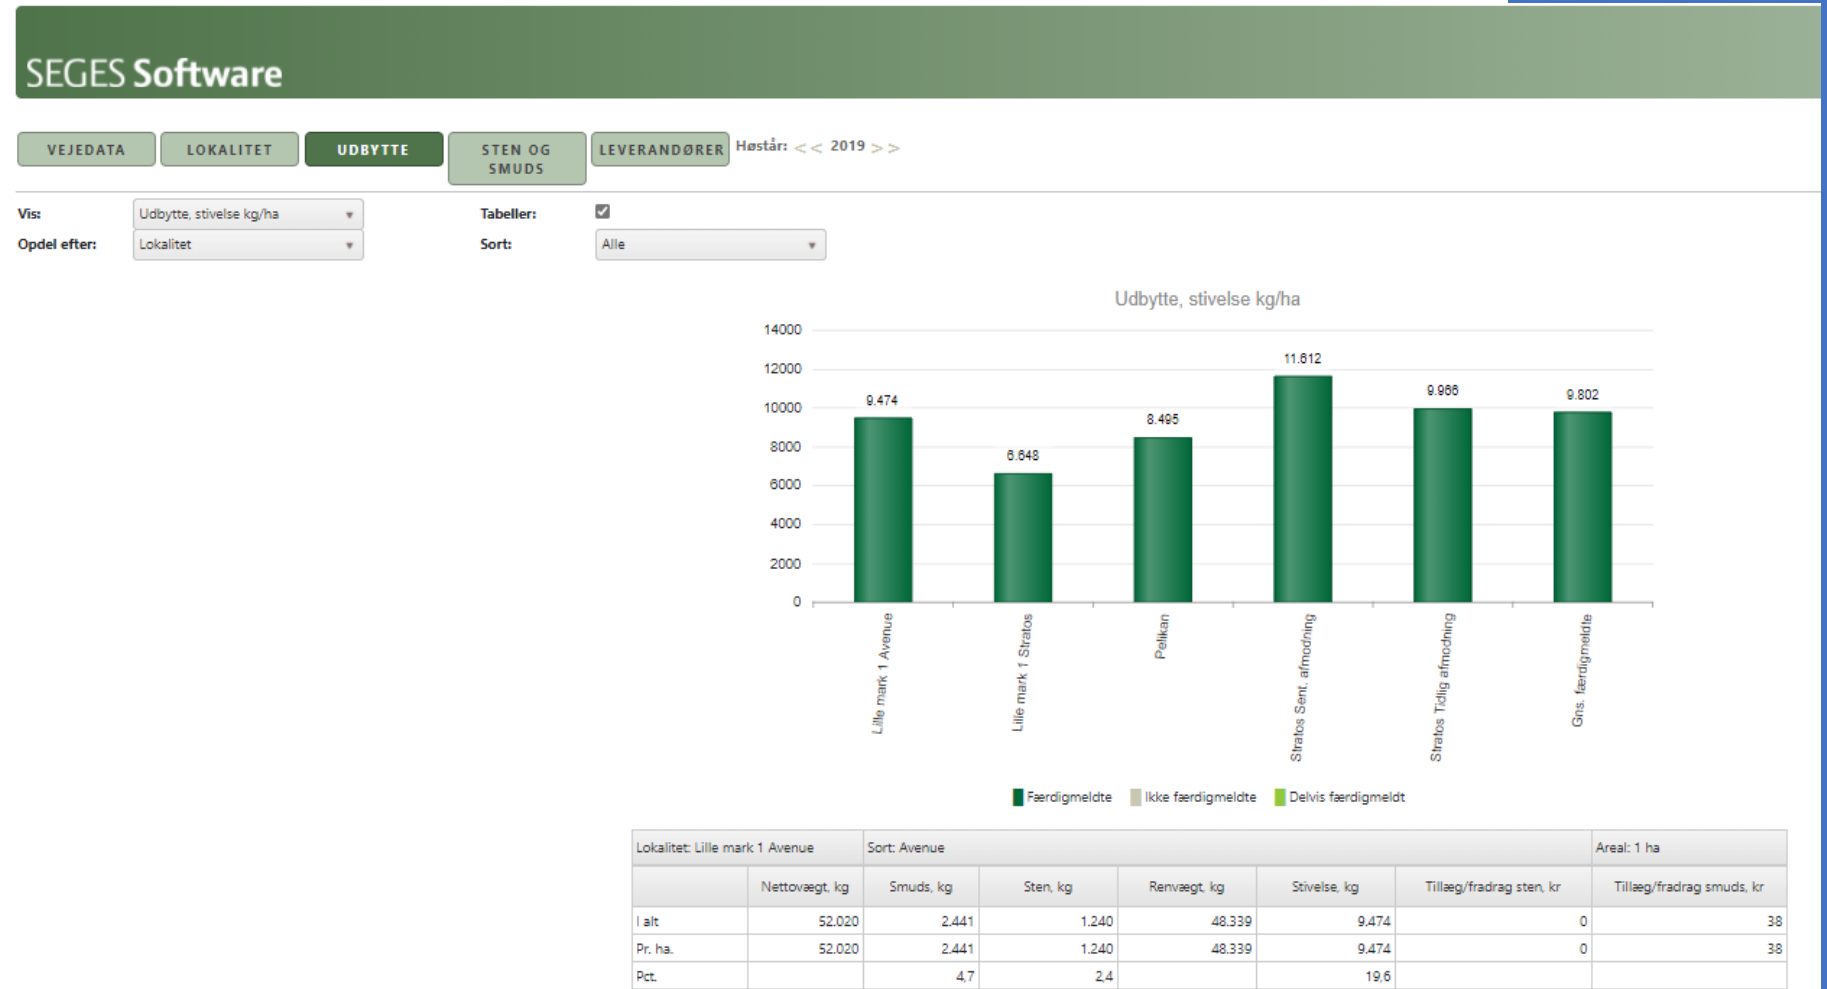 SEGES Software
VEJEDATA
LOKALITET
UDBYTTE
STEN OG
SMUDS
LEVERANDØRER
Høstår: << 2019 >>
Vis: Udbytte, stivelse kg/ha Tabeller:
Opdel efter: Lokalitet Sort: Alle
Udbytte, stivelse kg/ha
14000
12000
10000
8000
6000
4000
2000
0
9.474
6.648
8.495
11.612
9.966
9.802
Lille mark 1 Avenue
Lille mark 1 Stratos
Pelikan
Stratos Sent. afmodning
Stratos Tidlig afmodning
Gns. færdigmeldte
Færdigmeldte Ikke færdigmeldte Delvis færdigmeldt
Lokalitet: Lille mark 1 Avenue Sort: Avenue Areal: 1 ha
Nettovægt, kg Smuds, kg Sten, kg Renvægt, kg Stivelse, kg Tillæg/fradrag sten, kr Tillæg/fradrag smuds, kr
I alt 52.020 2.441 1.240 48.339 9.474 0 38
Pr. ha. 52.020 2.441 1.240 48.339 9.474 0 38
Pct. 4,7 2,4 19,6